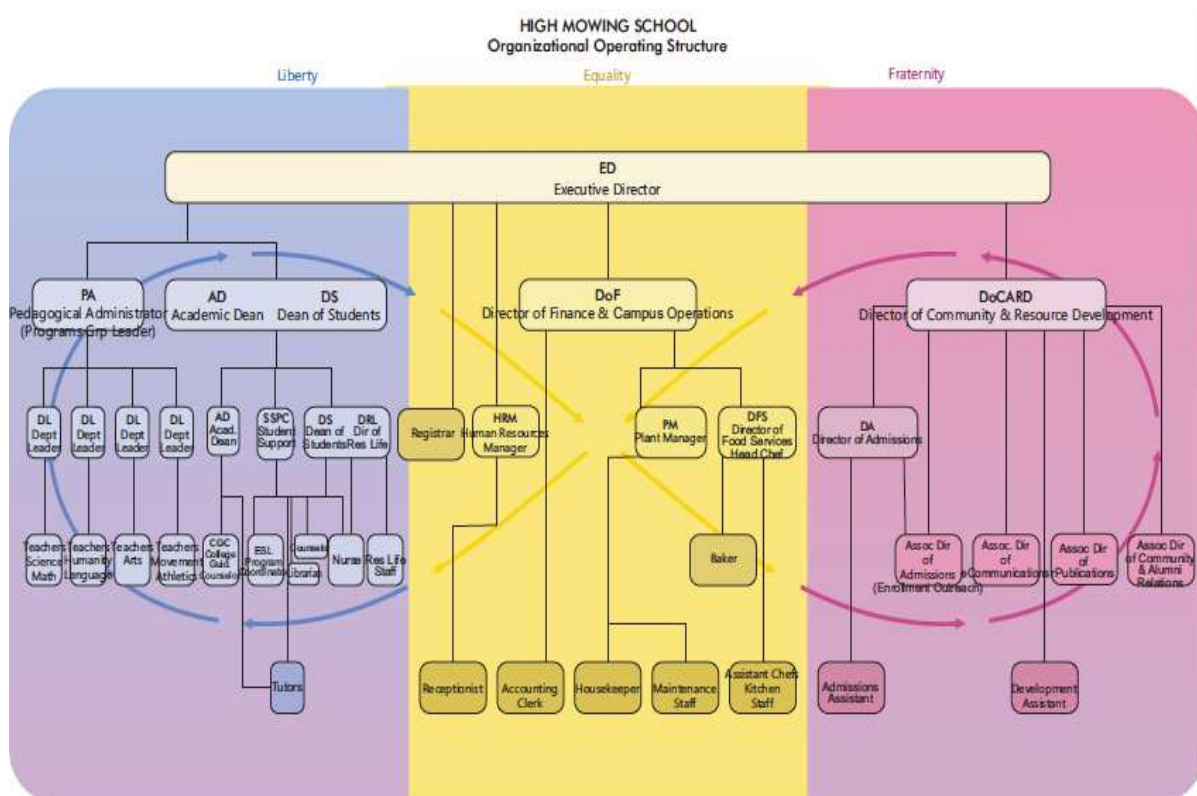 HIGH MOWING SCHOOL
Organizational Operating Structure
Liberty
Equality
Fraternity
ED
Executive Director
PA
Pedagogical Administrator
(Programs Grp Leader)
AD
Academic Dean
DS
Dean of Students
DoF
Director of Finance & Campus Operations
DoCARD
Director of Community & Resource Development
DL
Dept
Leader
DL
Dept
Leader
DL
Dept
Leader
DL
Dept
Leader
AD
Acad.
Dean
SSPC
Student
Support
DS
Dean of
Students
DRL
Dir of
Res Life
Registrar
HRM
Human Resources
Manager
PM
Plant Manager
DFS
Director of
Food Services
Head Chef
DA
Director of Admissions
Teachers
Science
Math
Teachers
Humanity
Language
Teachers
Arts
Teachers
Movement
Athletics
CGC
College
Guid.
Counselor
ESL
Program
Coordinator
Counselor
Librarian
Nurse
Res Life
Staff
Baker
Assoc Dir
of
Admissions
(Enrollment Outreach)
Assoc. Dir
of
Communications
Assoc Dir
of
Publications
Assoc Dir
of Community
& Alumni
Relations
Tutors
Receptionist
Accounting
Clerk
Housekeeper
Maintenance
Staff
Assistant Chefs
Kitchen
Staff
Admissions
Assistant
Development
Assistant